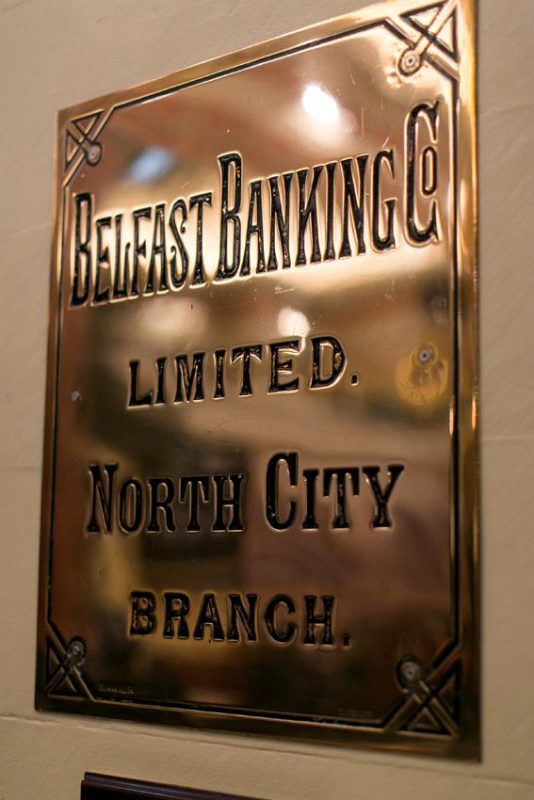 BELFAST BANKING CO
LIMITED.
NORTH CITY
BRANCH.